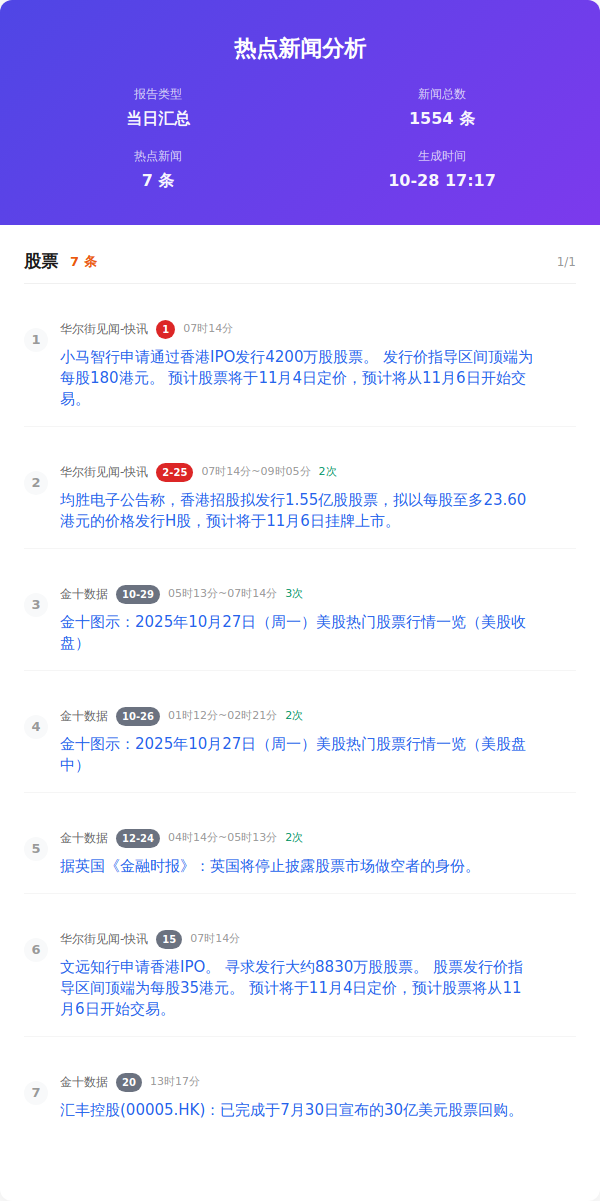 热点新闻分析
报告类型
当日汇总
新闻总数
1554 条
热点新闻
7 条
生成时间
10-28 17:17
股票 7 条 1/1
1 华尔街见闻-快讯 1 07时14分
小马智行申请通过香港IPO发行4200万股股票。 发行价指导区间顶端为
每股180港元。 预计股票将于11月4日定价，预计将从11月6日开始交
易。
2 华尔街见闻-快讯 2-25 07时14分~09时05分 2次
均胜电子公告称，香港招股拟发行1.55亿股股票，拟以每股至多23.60
港元的价格发行H股，预计将于11月6日挂牌上市。
3 金十数据 10-29 05时13分~07时14分 3次
金十图示：2025年10月27日（周一）美股热门股票行情一览（美股收
盘）
4 金十数据 10-26 01时12分~02时21分 2次
金十图示：2025年10月27日（周一）美股热门股票行情一览（美股盘
中）
5 金十数据 12-24 04时14分~05时13分 2次
据英国《金融时报》：英国将停止披露股票市场做空者的身份。
6 华尔街见闻-快讯 15 07时14分
文远知行申请香港IPO。 寻求发行大约8830万股股票。 股票发行价指
导区间顶端为每股35港元。 预计将于11月4日定价，预计股票将从11
月6日开始交易。
7 金十数据 20 13时17分
汇丰控股(00005.HK)：已完成于7月30日宣布的30亿美元股票回购。